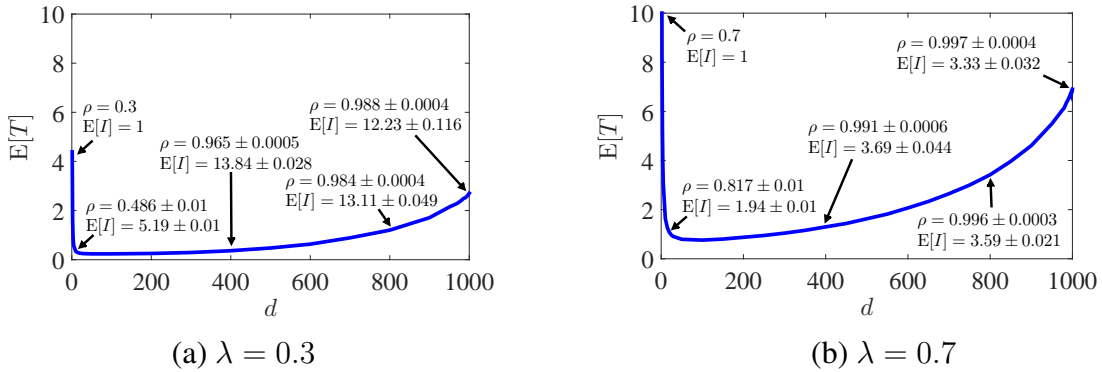 10
8
6
4
2
0
E[T]
0
200
400
600
800
1000
d
ρ = 0.3
E[I] = 1
ρ = 0.486 ± 0.01
E[I] = 5.19 ± 0.01
ρ = 0.965 ± 0.0005
E[I] = 13.84 ± 0.028
ρ = 0.988 ± 0.0004
E[I] = 12.23 ± 0.116
ρ = 0.984 ± 0.0004
E[I] = 13.11 ± 0.049
(a) λ = 0.3
10
8
6
4
2
0
E[T]
0
200
400
600
800
1000
d
ρ = 0.7
E[I] = 1
ρ = 0.817 ± 0.01
E[I] = 1.94 ± 0.01
ρ = 0.991 ± 0.0006
E[I] = 3.69 ± 0.044
ρ = 0.997 ± 0.0004
E[I] = 3.33 ± 0.032
ρ = 0.996 ± 0.0003
E[I] = 3.59 ± 0.021
(b) λ = 0.7